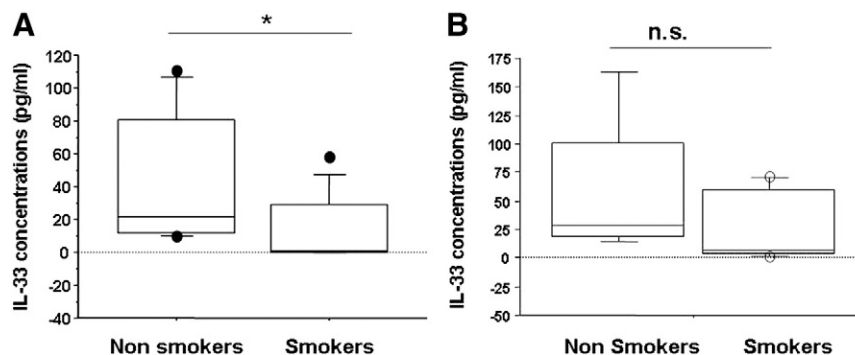 A
*
IL-33 concentrations (pg/ml)
120
100
80
60
40
20
0
-20
-40
Non smokers Smokers
B
n.s.
IL-33 concentrations (pg/ml)
175
150
125
100
75
50
25
0
-25
-50
Non Smokers Smokers